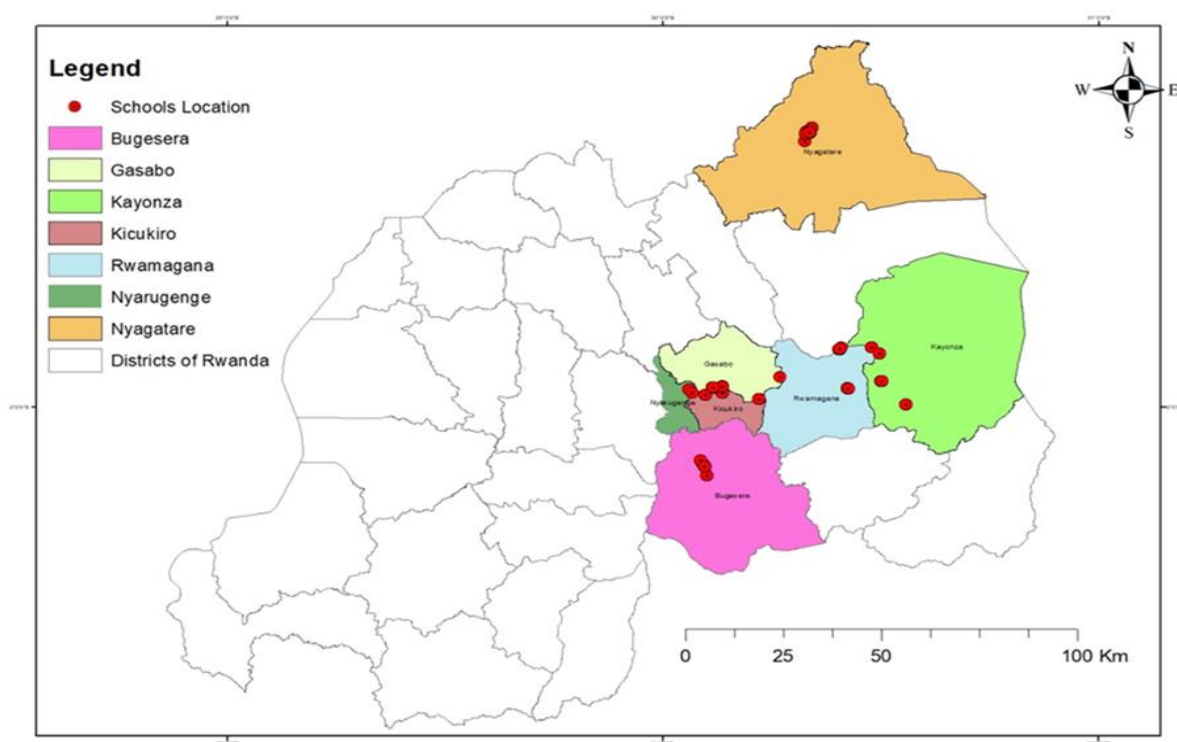 Legend
Schools Location
Bugesera
Gasabo
Kayonza
Kicukiro
Rwamagana
Nyarugenge
Nyagatare
Districts of Rwanda
N
W E
S
Nyagatare
Kayonza
Gasabo
Rwamagana
Nyarugenge
Kicukiro
Bugesera
0 25 50 100 Km